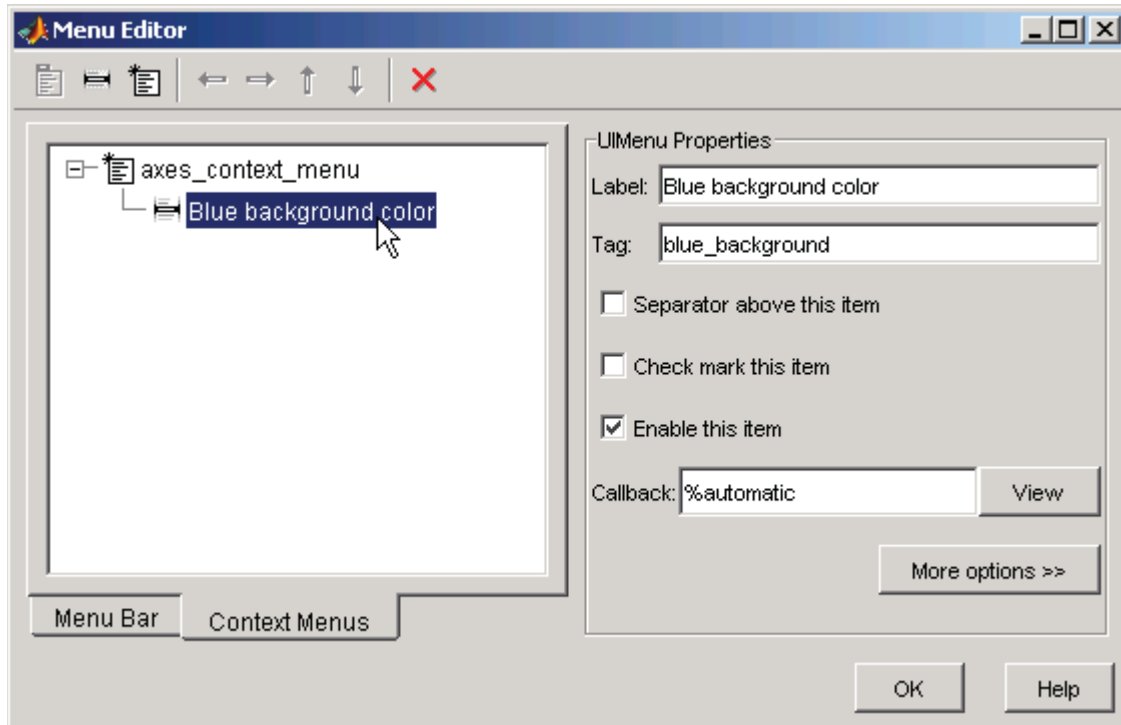 Menu Editor
axes_context_menu
Blue background color
Menu Bar
Context Menus
UIMenu Properties
Label: Blue background color
Tag: blue_background
Separator above this item
Check mark this item
Enable this item
Callback: %automatic View
More options >>
OK Help